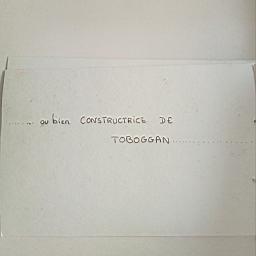 ........ ou bien CONSTRUCTRICE DE
TOBOGGAN....................